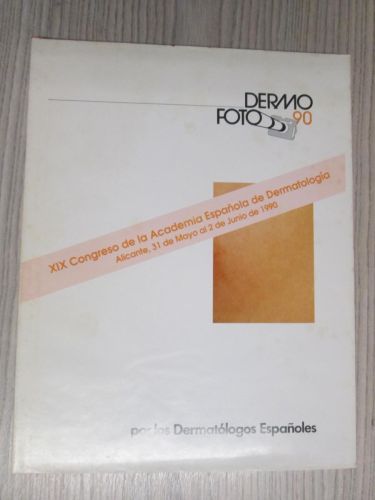 DERMO
FOTO 90
XIX Congreso de la Academia Española de Dermatología
Alicante, 31 de Mayo al 2 de Junio de 1990
por los Dermatólogos Españoles